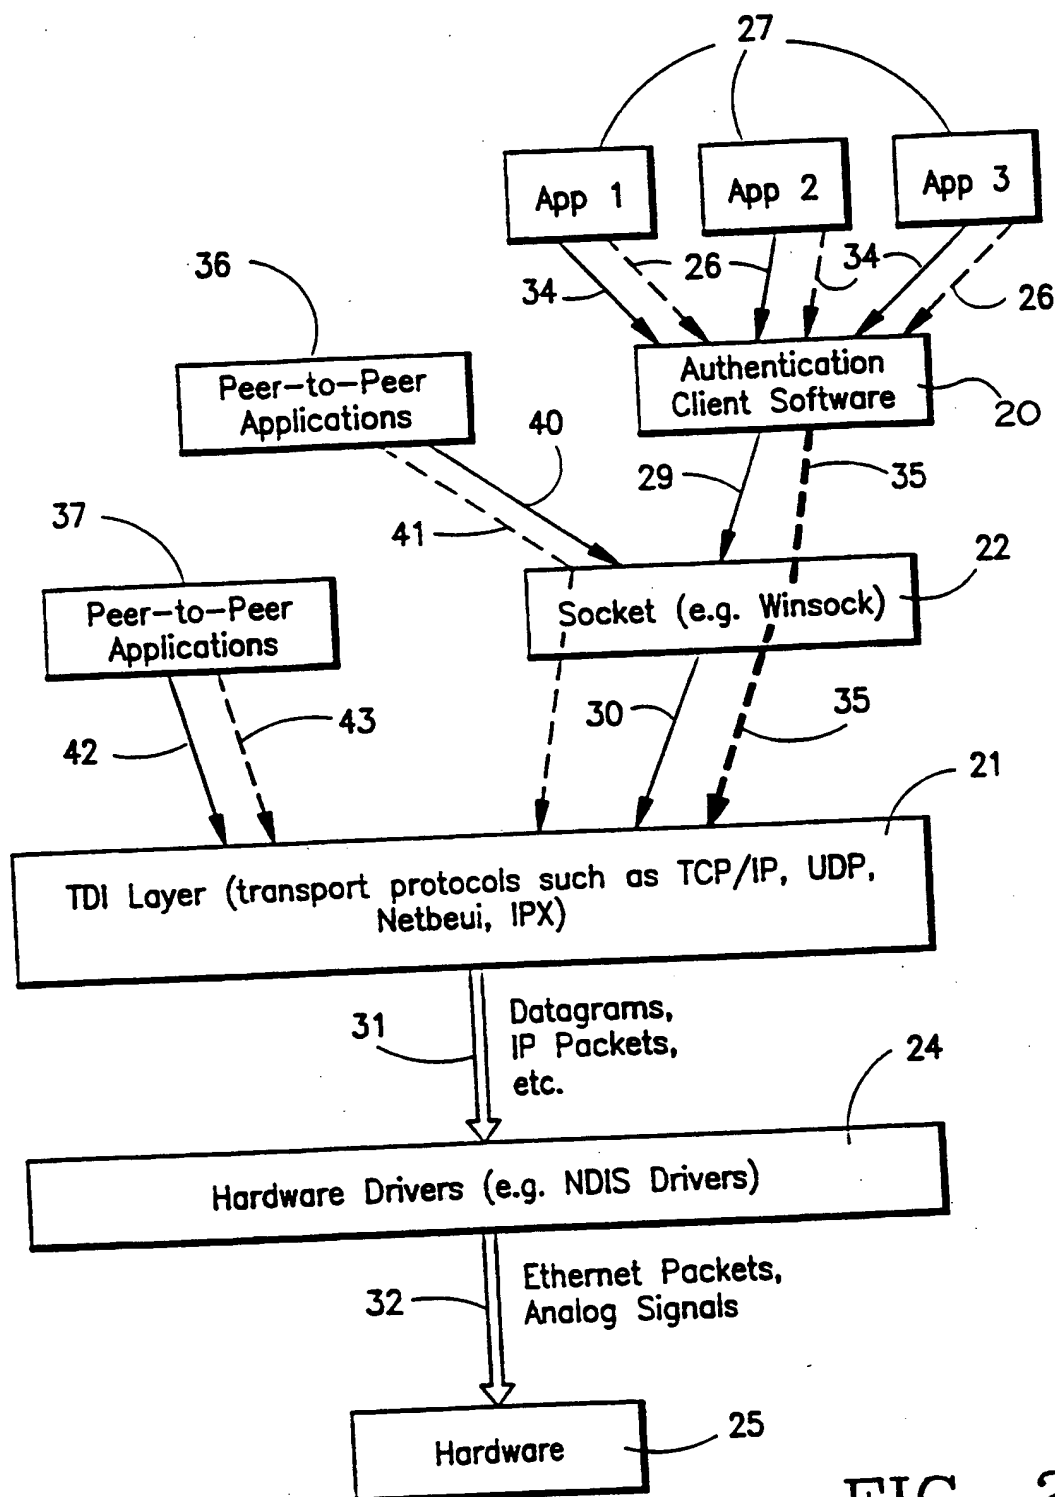 27
App 1
App 2
App 3
36
34
26
34
26
Peer-to-Peer
Applications
Authentication
Client Software
20
40
29
35
41
37
22
Peer-to-Peer
Applications
Socket (e.g. Winsock)
30
35
42
43
21
TDI Layer (transport protocols such as TCP/IP, UDP,
Netbeui, IPX)
31
Datagrams,
IP Packets,
etc.
24
Hardware Drivers (e.g. NDIS Drivers)
32
Ethernet Packets,
Analog Signals
Hardware
25
FIG.